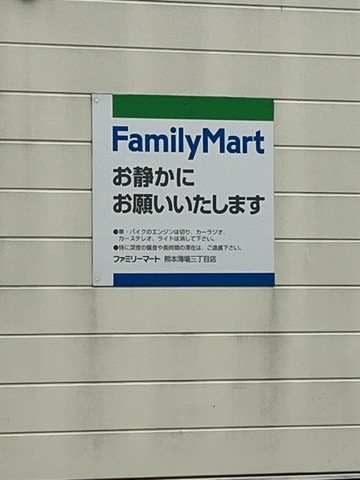 FamilyMart
お静かに
お願いいたします
●車・バイクのエンジンは切り、カーラジオ、
カーステレオ、ライトは消して下さい。
●特に深夜の騒音や長時間の滞在は、ご遠慮下さい。
ファミリーマート 熊本薄場三丁目店